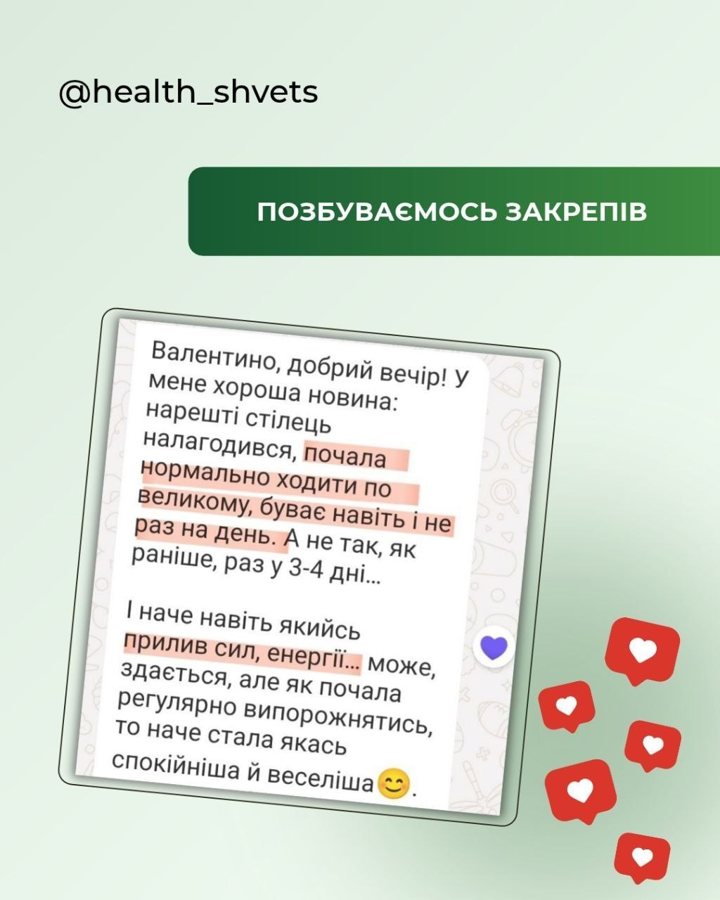 @health_shvets
ПОЗБУВАЄМОСЬ ЗАКРЕПІВ
Валентино, добрий вечір! У
мене хороша новина:
нарешті стілець
налагодився, почала
нормально ходити по
великому, буває навіть і не
раз на день. А не так, як
раніше, раз у 3-4 дні...
І наче навіть якийсь
прилив сил, енергії... може,
здається, але як почала
регулярно випорожнятись,
то наче стала якась
спокійніша й веселіша😊.